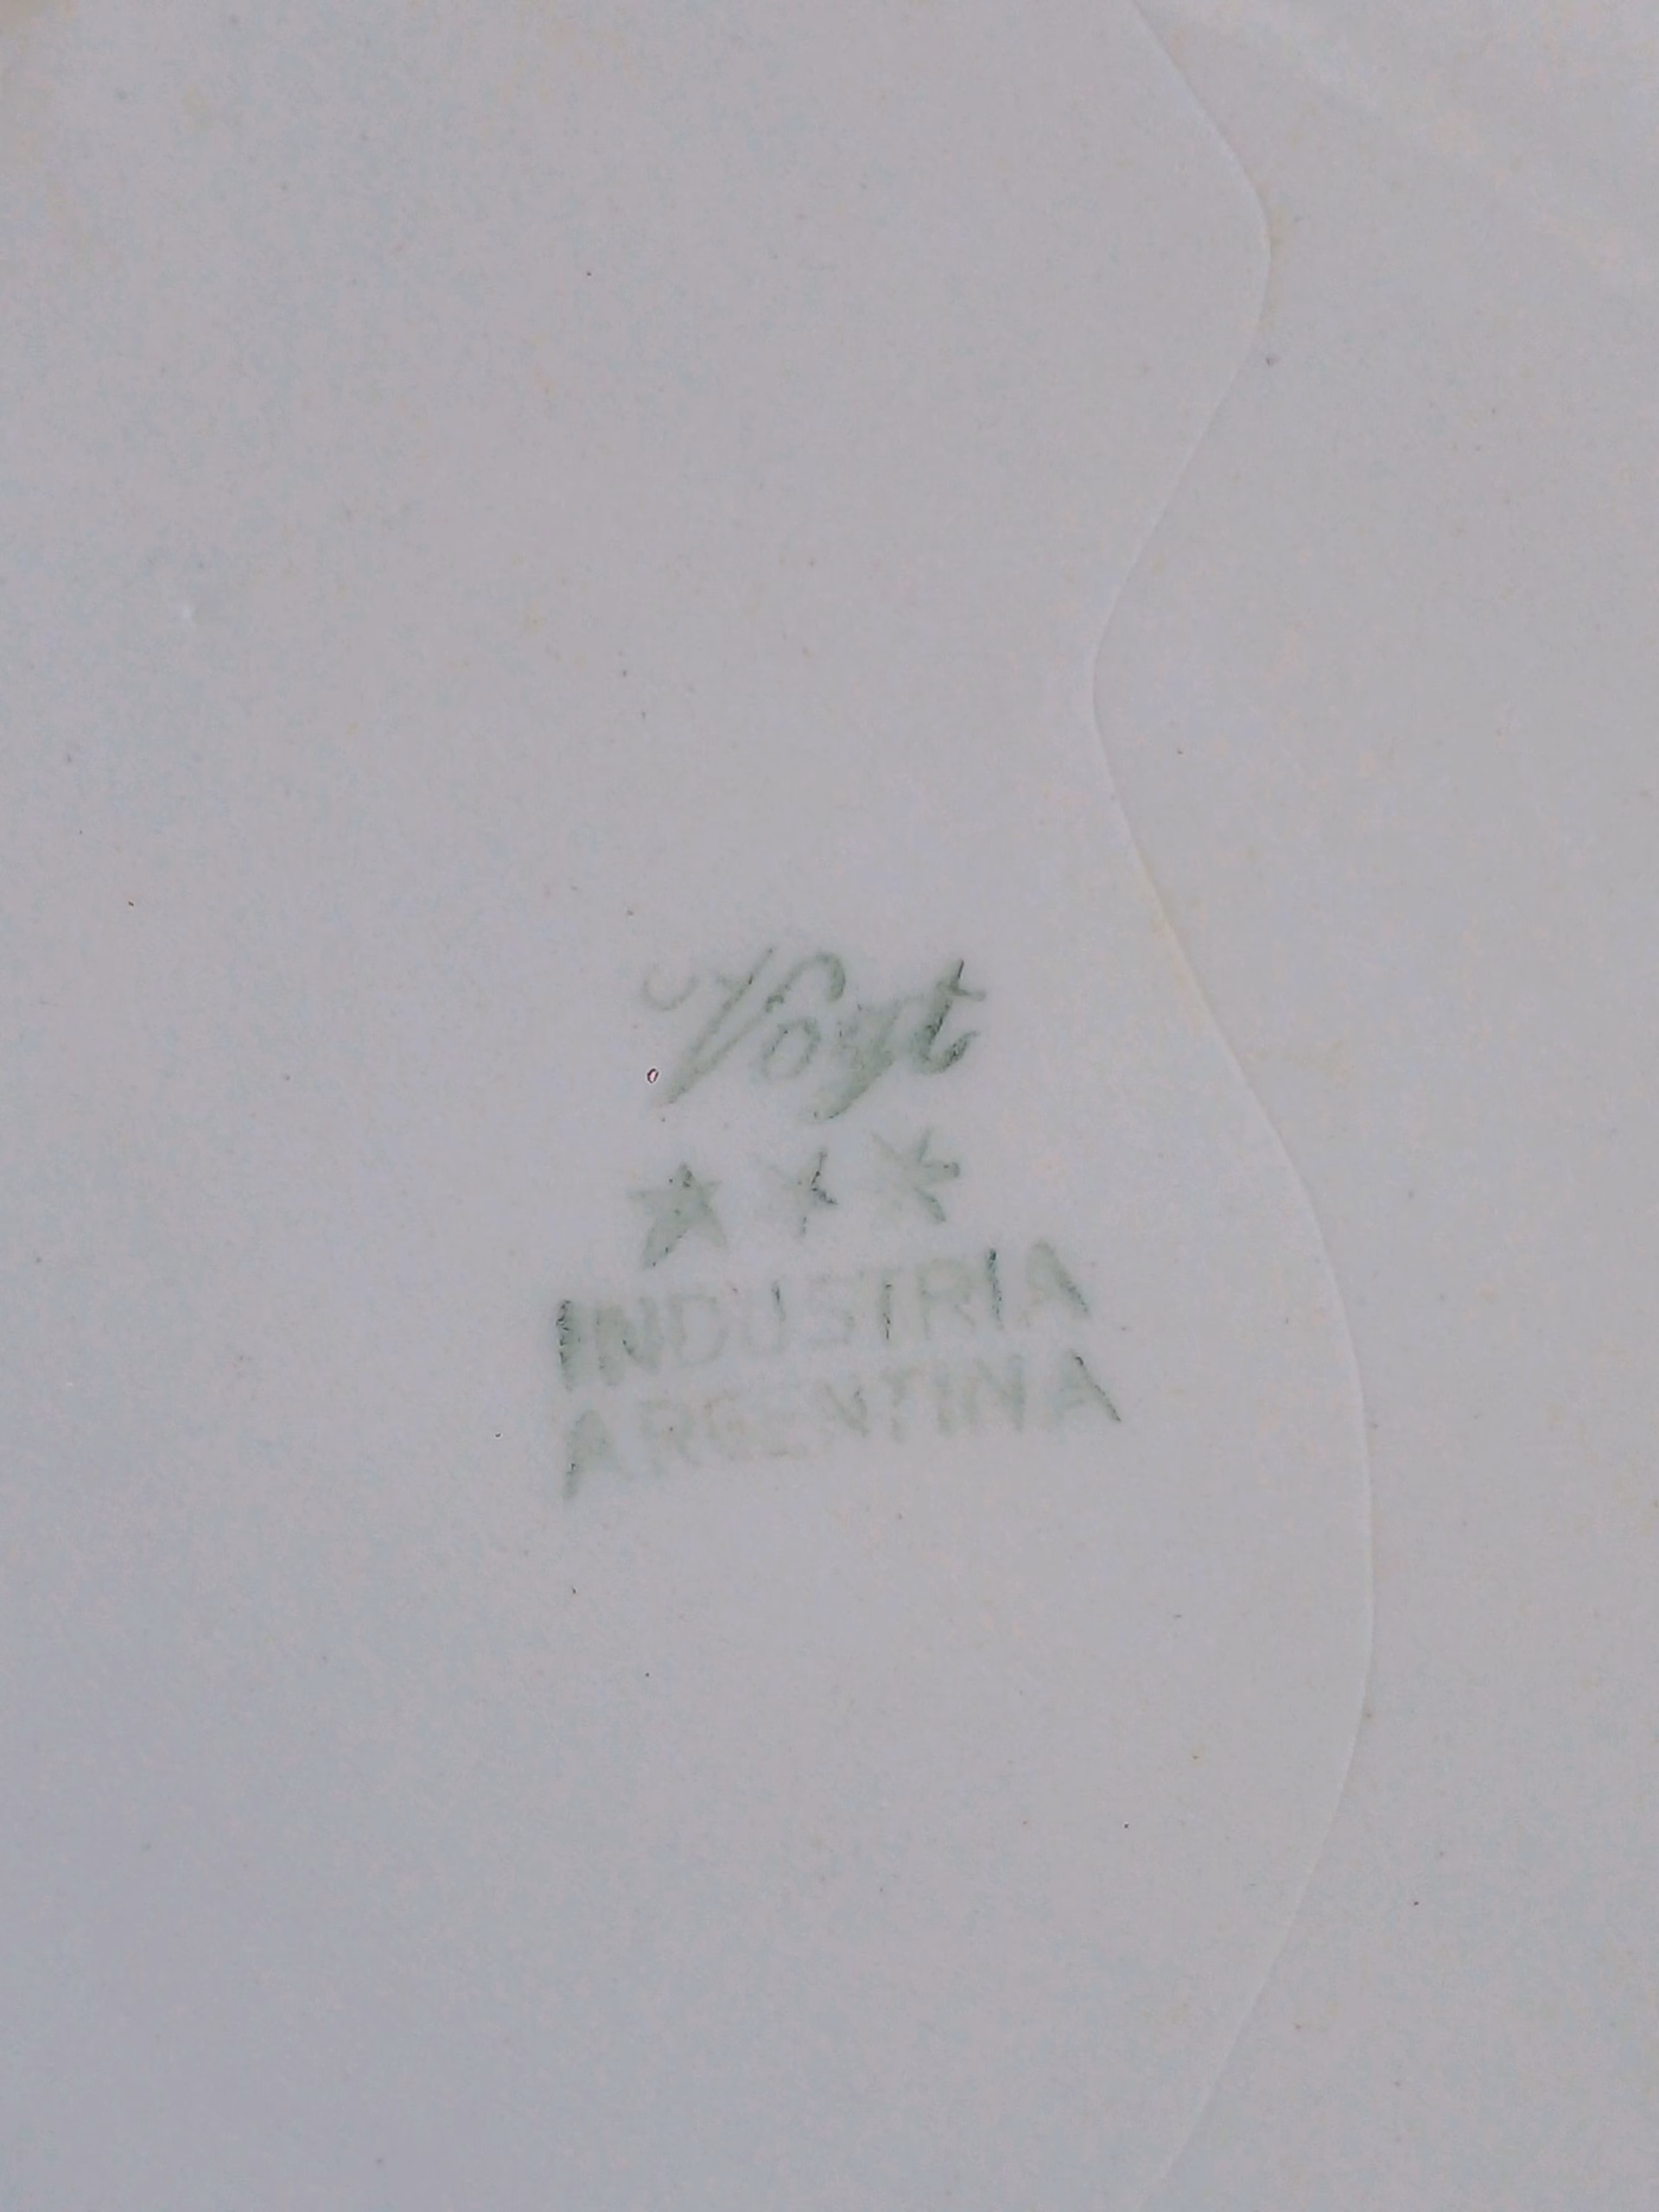 Vogt
★ ★ ★
INDUSTRIA
ARGENTINA